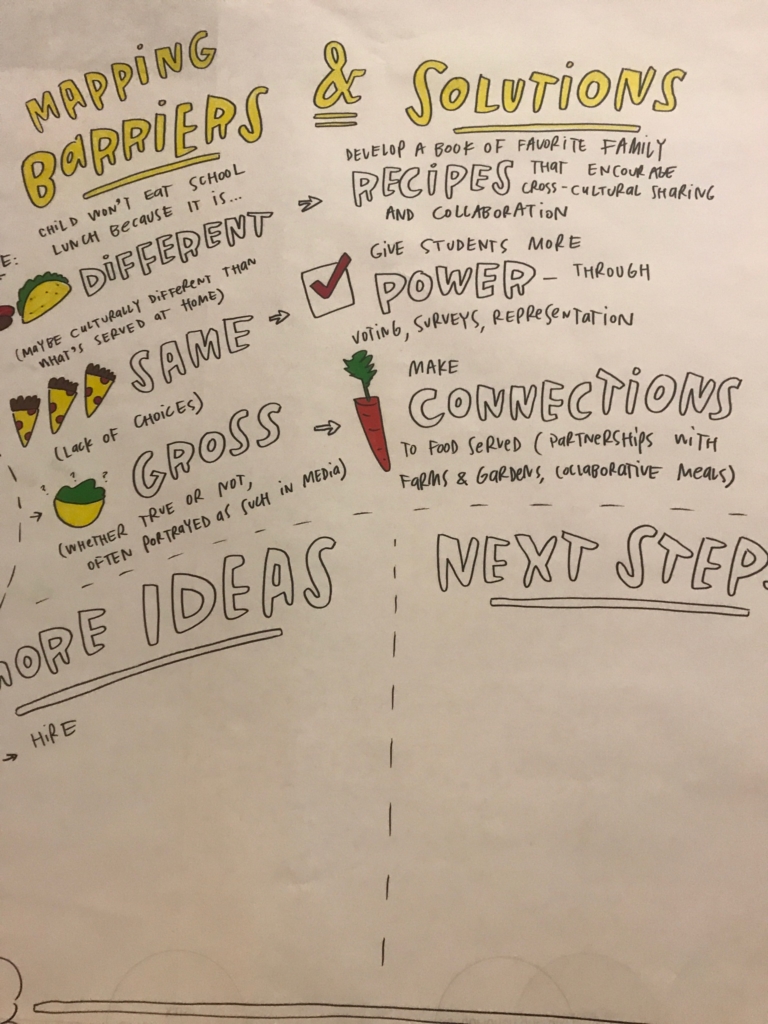 MAPPING
BARRIERS & SOLUTIONS
CHILD WON'T EAT SCHOOL
LUNCH BECAUSE IT IS...
DIFFERENT
(MAYBE CULTURALLY DIFFERENT THAN
WHAT'S SERVED AT HOME)
DEVELOP A BOOK OF FAVORITE FAMILY
RECIPES THAT ENCOURAGE
CROSS-CULTURAL SHARING
AND COLLABORATION
SAME
(LACK OF CHOICES)
GIVE STUDENTS MORE
POWER - THROUGH
VOTING, SURVEYS, REPRESENTATION
GROSS
(WHETHER TRUE OR NOT,
OFTEN PORTRAYED AS SUCH IN MEDIA)
MAKE
CONNECTIONS
TO FOOD SERVED (PARTNERSHIPS WITH
FARMS & GARDENS, COLLABORATIVE MEALS)
MORE IDEAS
HIRE
NEXT STEPS